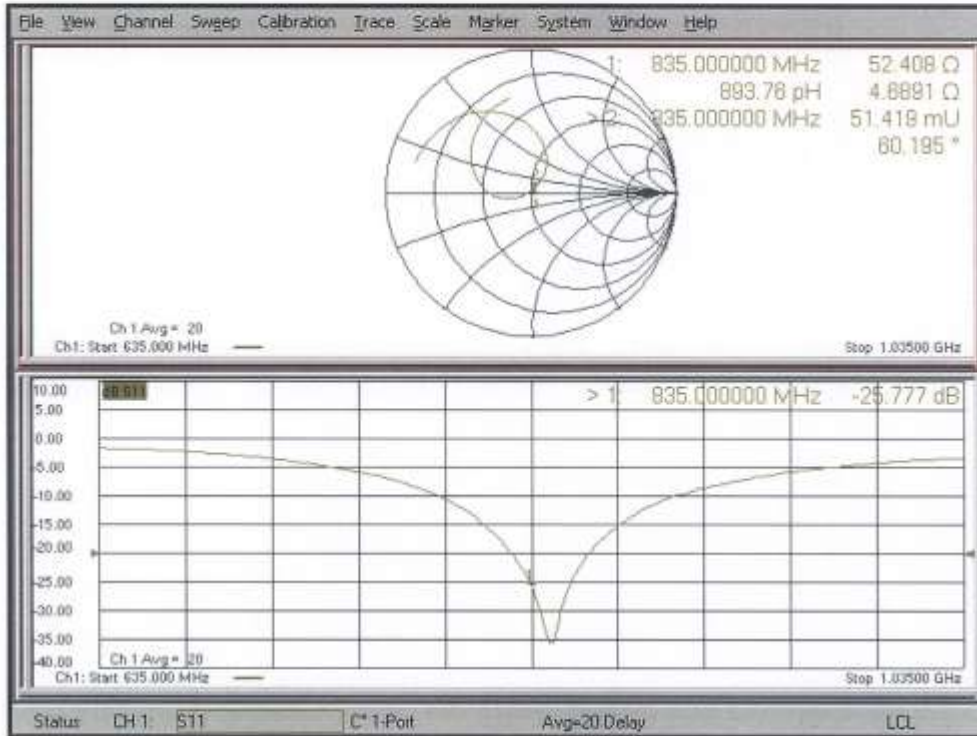 File View Channel Sweep Calibration Trace Scale Marker System Window Help
1: 835.000000 MHz 52.408 Ω
893.76 pH 4.6891 Ω
> 2: 835.000000 MHz 51.419 mU
60.195 °
Ch 1 Avg = 20
Ch1: Start 635.000 MHz
Stop 1.03500 GHz
10.00
dB S11
> 1: 835.000000 MHz -25.777 dB
5.00
0.00
-5.00
-10.00
-15.00
-20.00
-25.00
-30.00
-35.00
-40.00
Ch 1 Avg = 20
Ch1: Start 635.000 MHz
Stop 1.03500 GHz
Status CH 1: S11 C* 1-Port Avg=20 Delay LCL